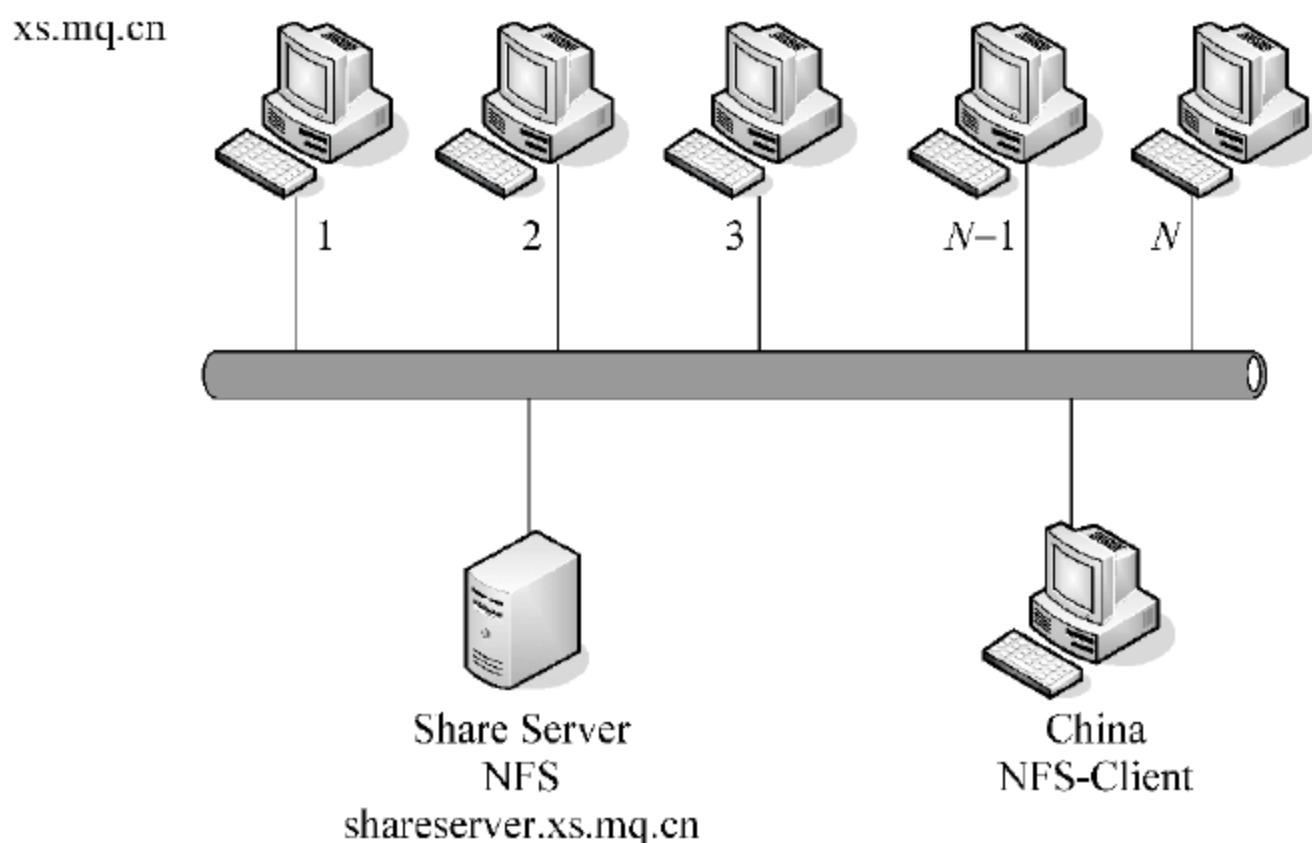 xs.mq.cn
1
2
3
N–1
N
Share Server
NFS
shareserver.xs.mq.cn
China
NFS-Client